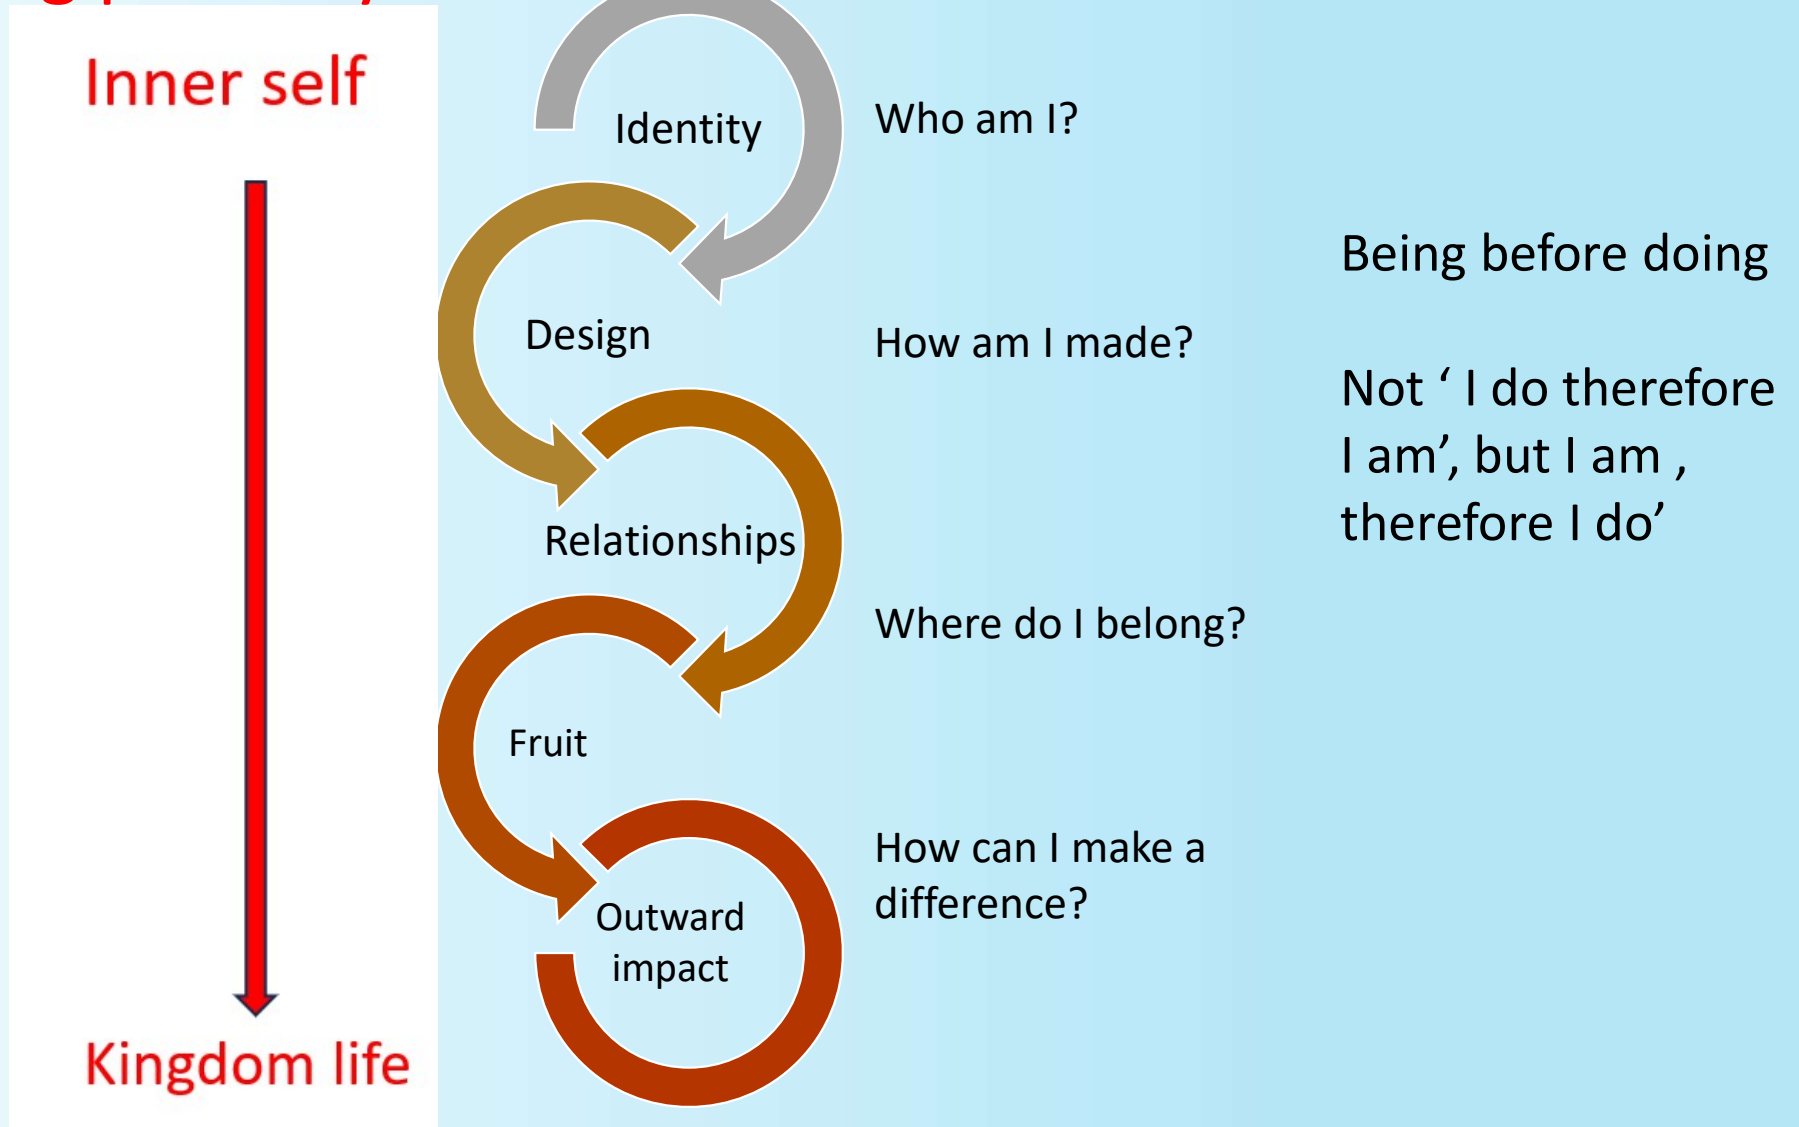 Inner self
Identity
Who am I?
Design
How am I made?
Relationships
Where do I belong?
Fruit
How can I make a
difference?
Outward
impact
Kingdom life
Being before doing
Not ‘ I do therefore
I am’, but I am ,
therefore I do’